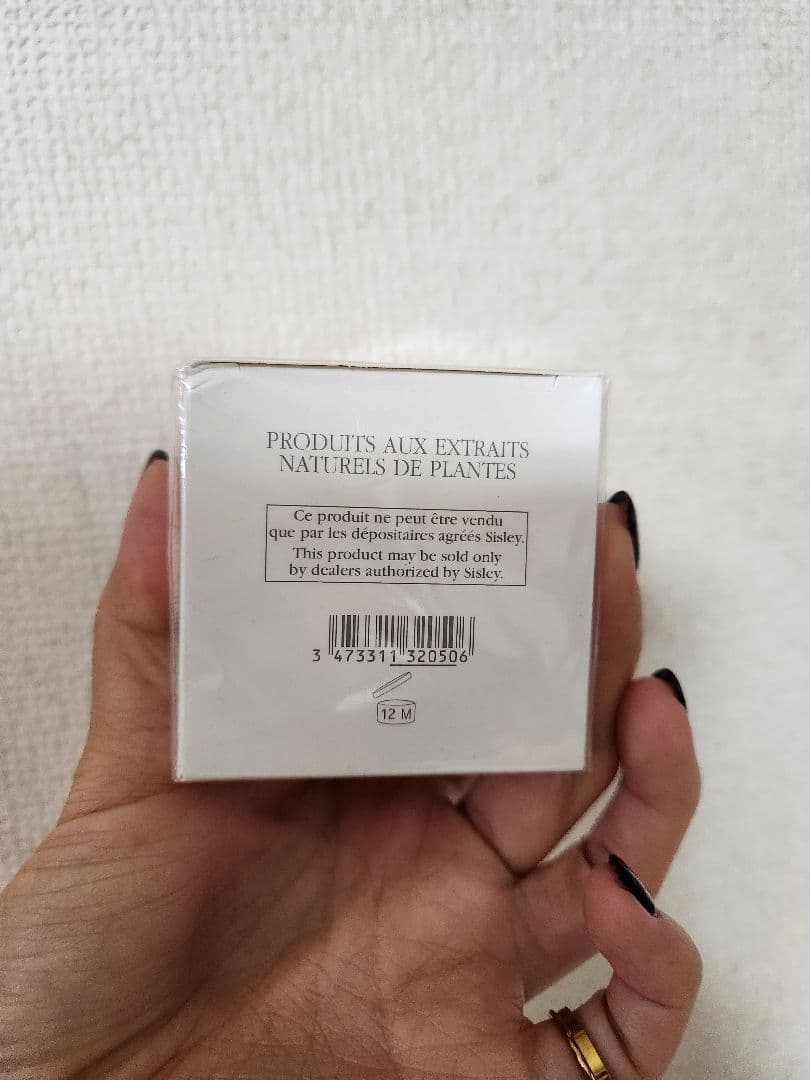 PRODUITS AUX EXTRAITS
NATURELS DE PLANTES
Ce produit ne peut être vendu
que par les dépositaires agréés Sisley.
This product may be sold only
by dealers authorized by Sisley.
3 473311 320506
12 M